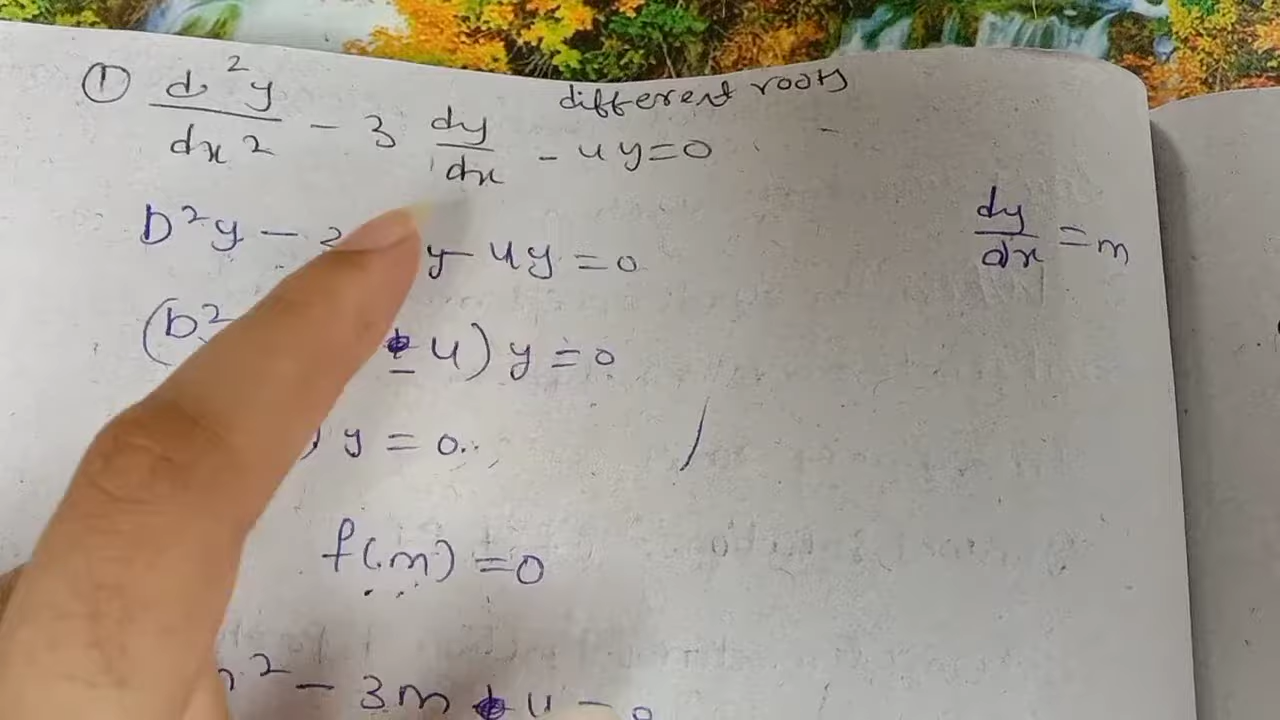 ① d²y/dx² - 3 dy/dx - 4y=0
different roots
D²y - y - 4y = 0
dy/dx = m
(D² - 4) y = 0
y = 0..
f(m) = 0
² - 3m 4 = 0